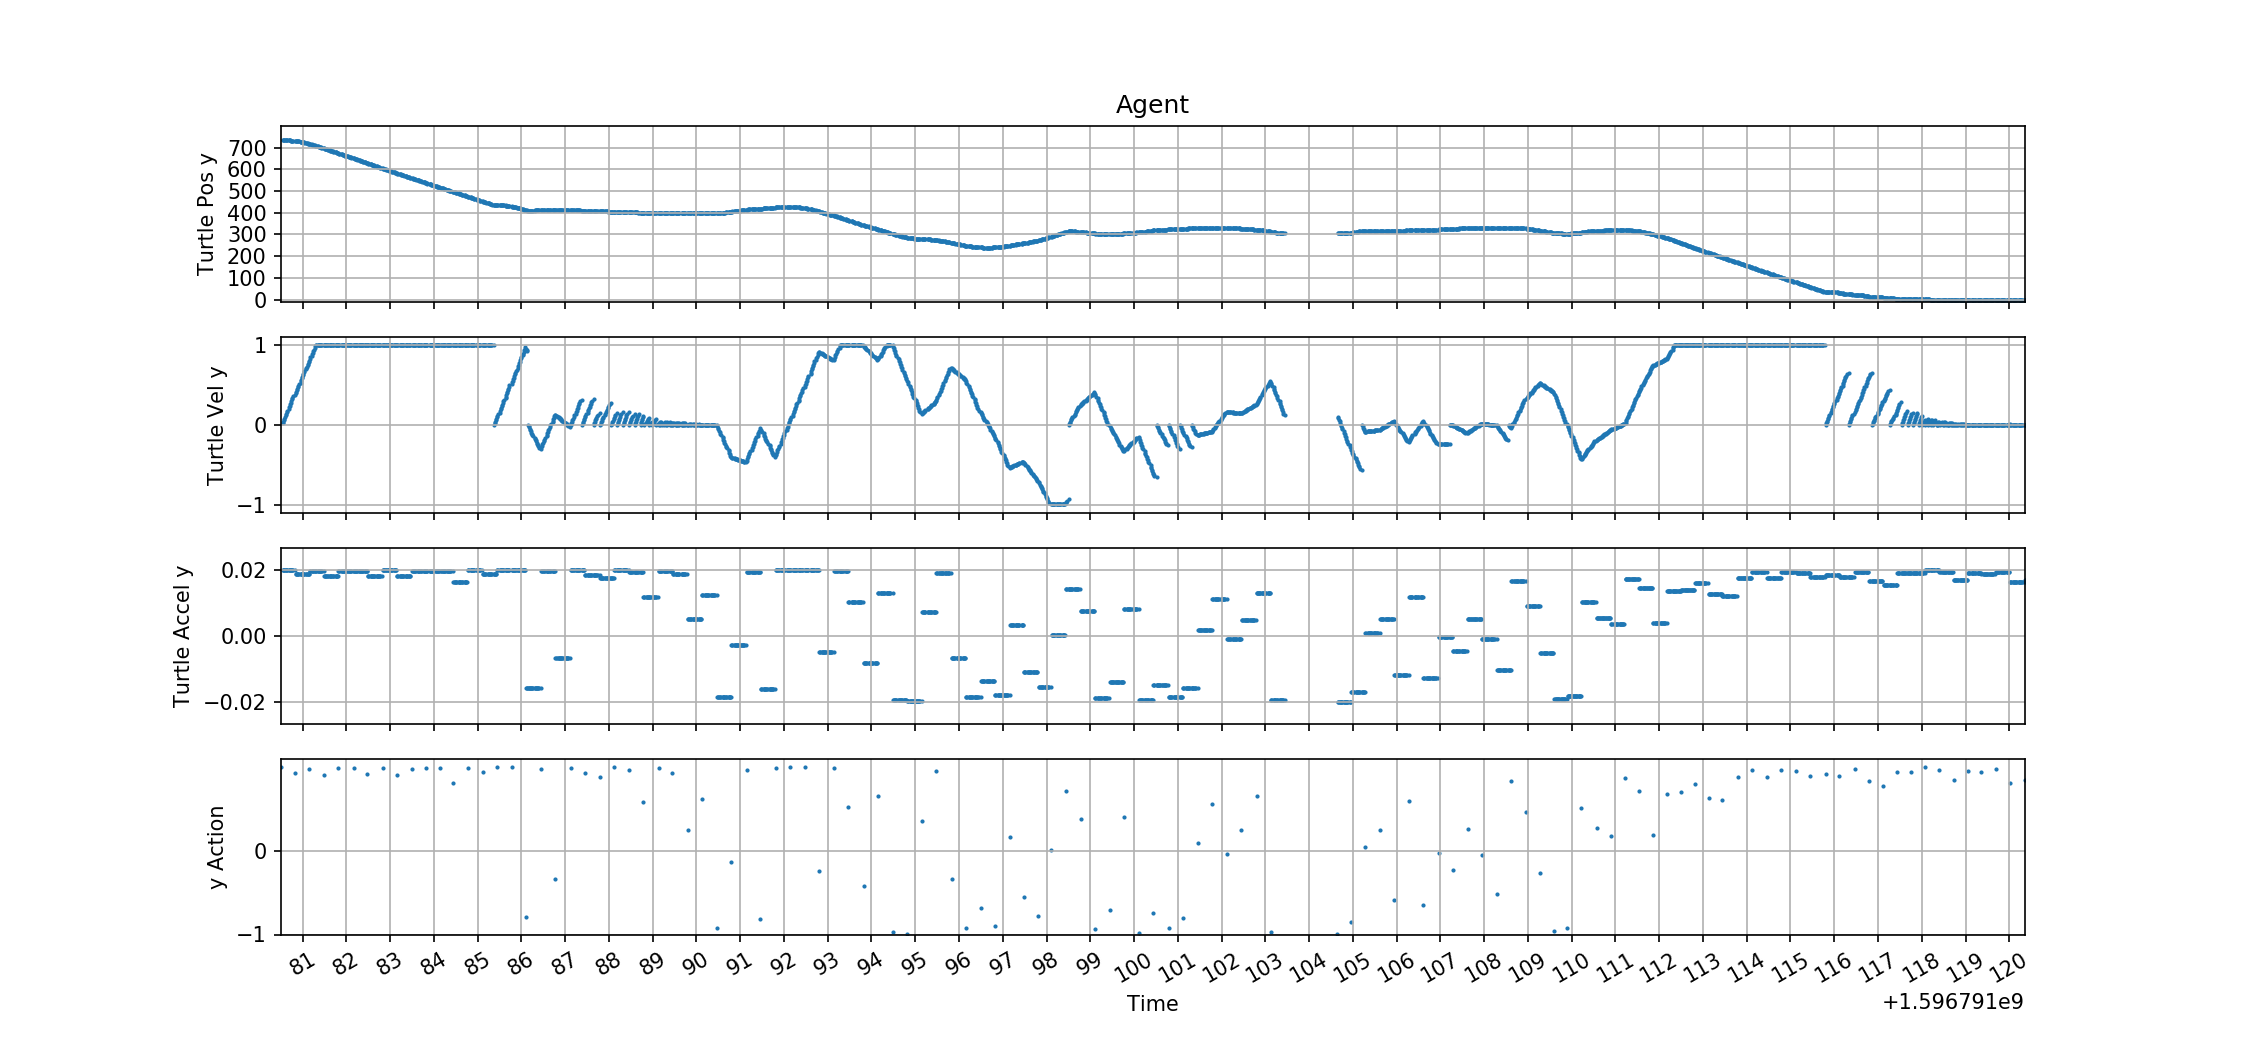 Agent
Turtle Pos y
700
600
500
400
300
200
100
0
Turtle Vel y
1
0
−1
Turtle Accel y
0.02
0.00
−0.02
y Action
0
−1
81 82 83 84 85 86 87 88 89 90 91 92 93 94 95 96 97 98 99 100 101 102 103 104 105 106 107 108 109 110 111 112 113 114 115 116 117 118 119 120
Time
+1.596791e9